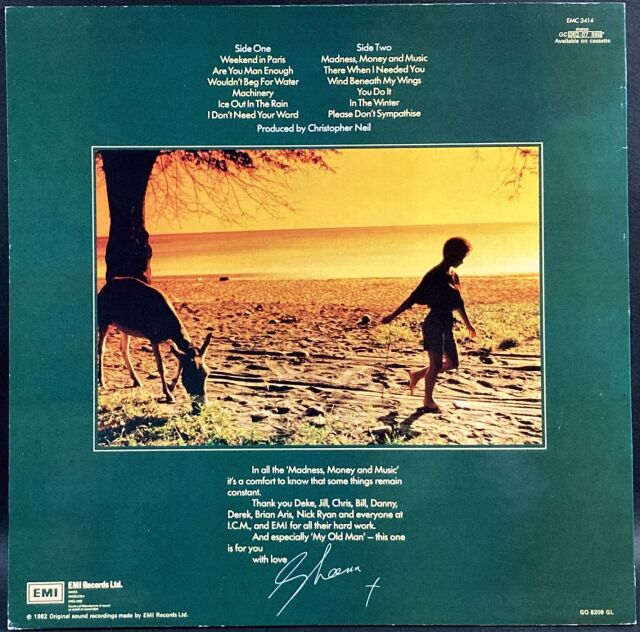 EMC 3414
Available on cassette
Side One
Weekend in Paris
Are You Man Enough
Wouldn't Beg For Water
Machinery
Ice Out In The Rain
I Don't Need Your Word
Side Two
Madness, Money and Music
There When I Needed You
Wind Beneath My Wings
You Do It
In The Winter
Please Don't Sympathise
Produced by Christopher Neil
In all the 'Madness, Money and Music'
it's a comfort to know that some things remain
constant.
Thank you Deke, Jill, Chris, Bill, Danny,
Derek, Brian Aris, Nick Ryan and everyone at
I.C.M., and EMI for all their hard work.
And especially 'My Old Man' – this one
is for you
with love
Sheena x
EMI
EMI Records Ltd.
℗ 1982 Original sound recordings made by EMI Records Ltd.
GO 8209 GL